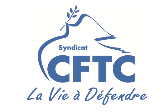 Syndicat
CFTC
La Vie à Défendre